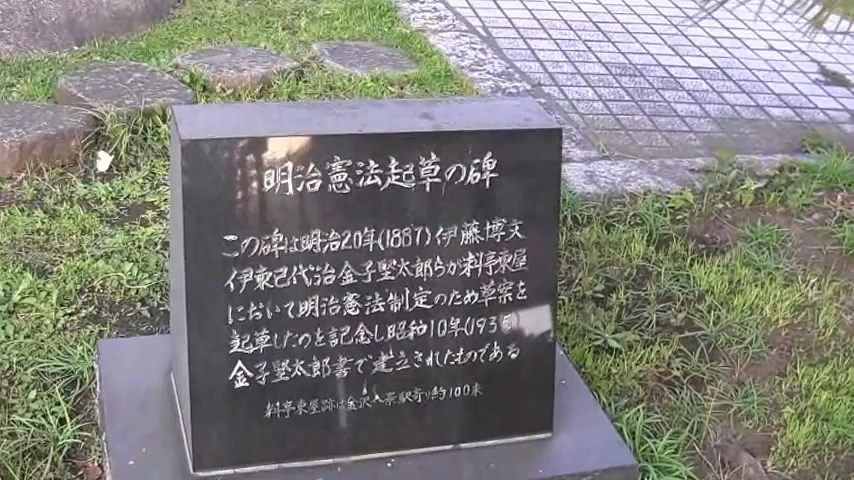 明治憲法起草の碑
この碑は明治20年(1887)伊藤博文
伊東巳代治金子堅太郎らが料亭東屋
において明治憲法制定のため草案を
起草したのを記念し昭和10年(1935)
金子堅太郎書で建立されたものである
料亭東屋跡は金沢八景駅寄り約100米